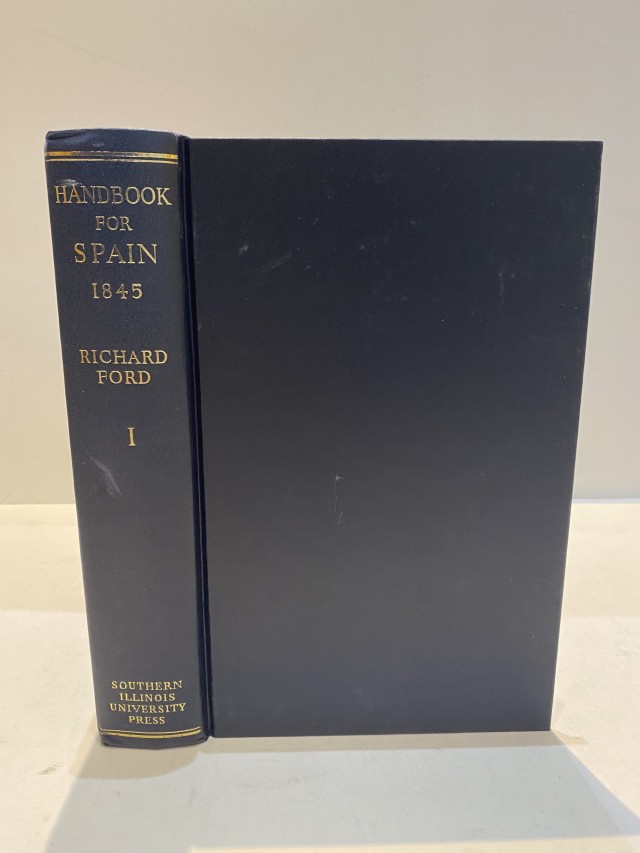 HANDBOOK
FOR
SPAIN
1845
RICHARD
FORD
I
SOUTHERN
ILLINOIS
UNIVERSITY
PRESS